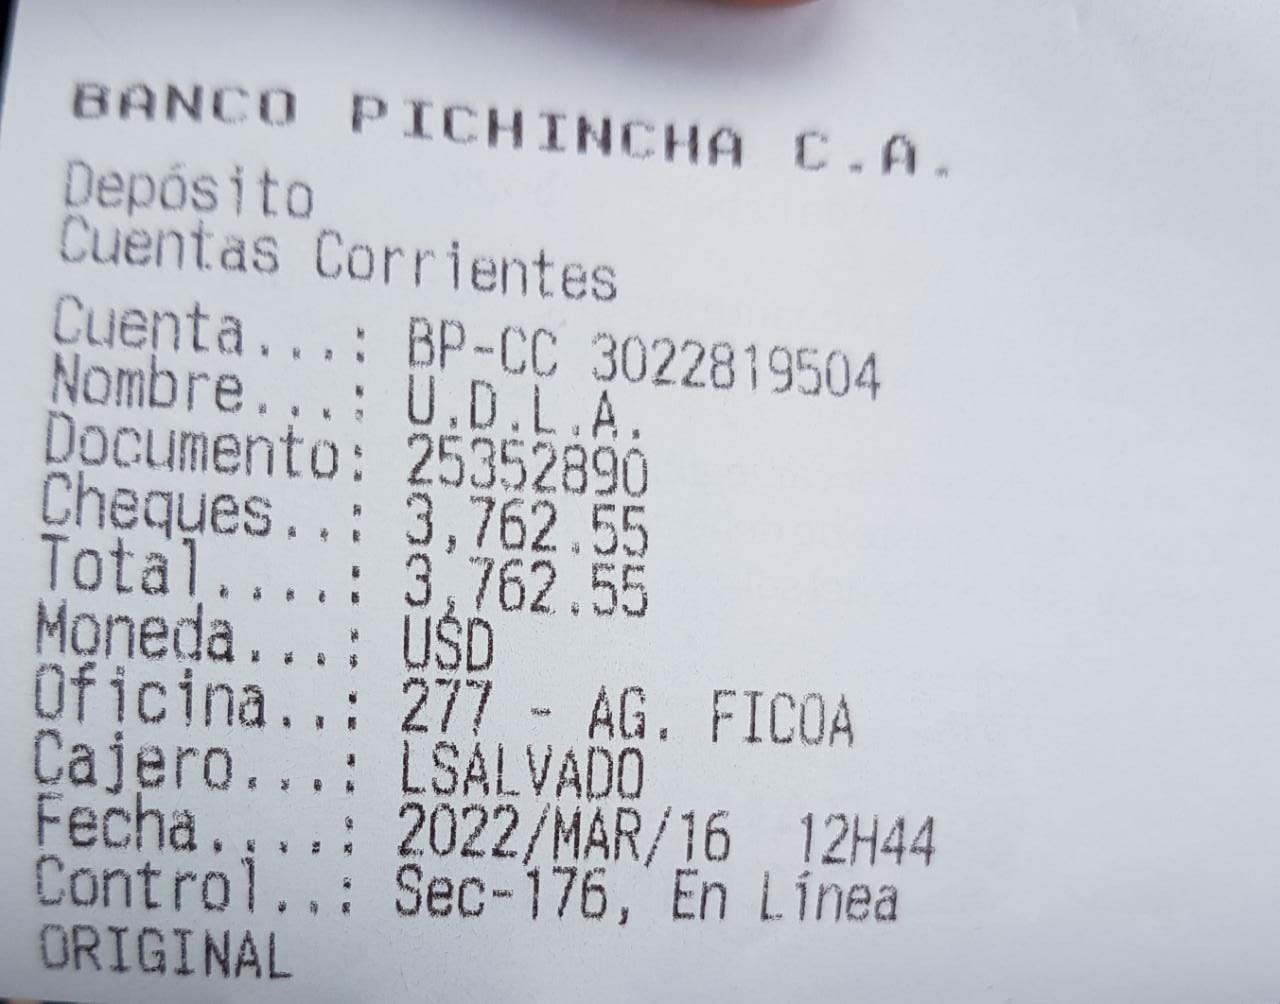 BANCO PICHINCHA C.A.
Depósito
Cuentas Corrientes
Cuenta...: BP-CC 3022819504
Nombre...: U.D.L.A.
Documento: 25352890
Cheques..: 3,762.55
Total....: 3,762.55
Moneda...: USD
Oficina..: 277 - AG. FICOA
Cajero...: LSALVADO
Fecha....: 2022/MAR/16 12H44
Control..: Sec-176, En Línea
ORIGINAL